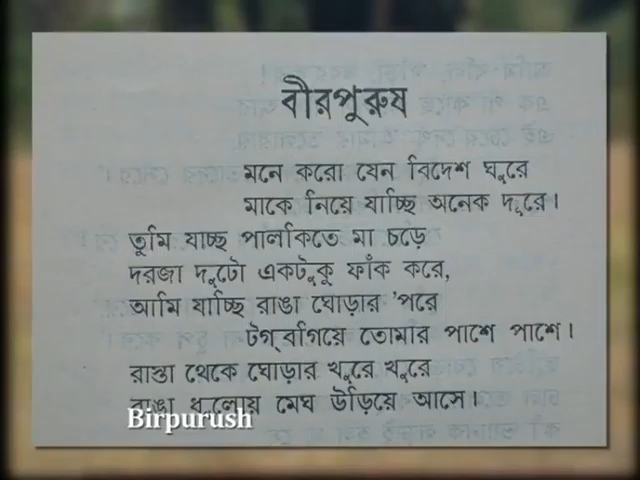 বীরপুরুষ
মনে করো যেন বিদেশ ঘুরে
মাকে নিয়ে যাচ্ছি অনেক দূরে।
তুমি যাচ্ছ পালকিতে মা চড়ে
দরজা দুটো একটুকু ফাঁক করে,
আমি যাচ্ছি রাঙা ঘোড়ার 'পরে
টগ্‌বগিয়ে তোমার পাশে পাশে।
রাস্তা থেকে ঘোড়ার খুরে খুরে
রাঙা ধুলোয় মেঘ উড়িয়ে আসে।
Birpurush